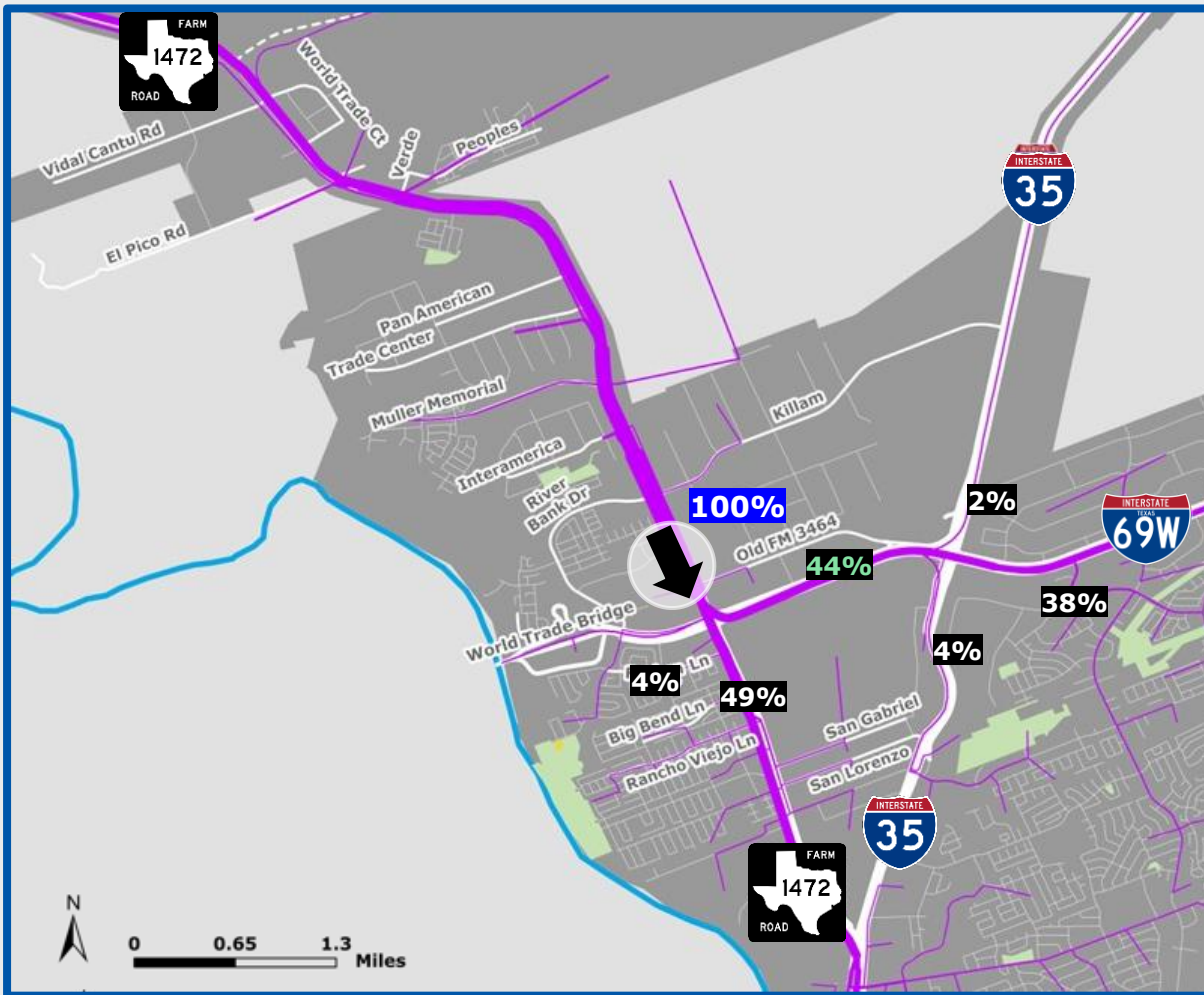 FARM
1472
ROAD
World Trade Ct
Vidal Cantu Rd
Verde
Peoples
INTERSTATE
INTERSTATE
35
El Pico Rd
Pan American
Trade Center
Muller Memorial
Killam
Interamerica
River
Bank Dr
100%
2%
INTERSTATE
TEXAS
69W
Old FM 3464
44%
38%
World Trade Bridge
4%
4%
Ln
49%
Big Bend Ln
San Gabriel
Rancho Viejo Ln
San Lorenzo
INTERSTATE
35
FARM
1472
ROAD
N
0 0.65 1.3
Miles